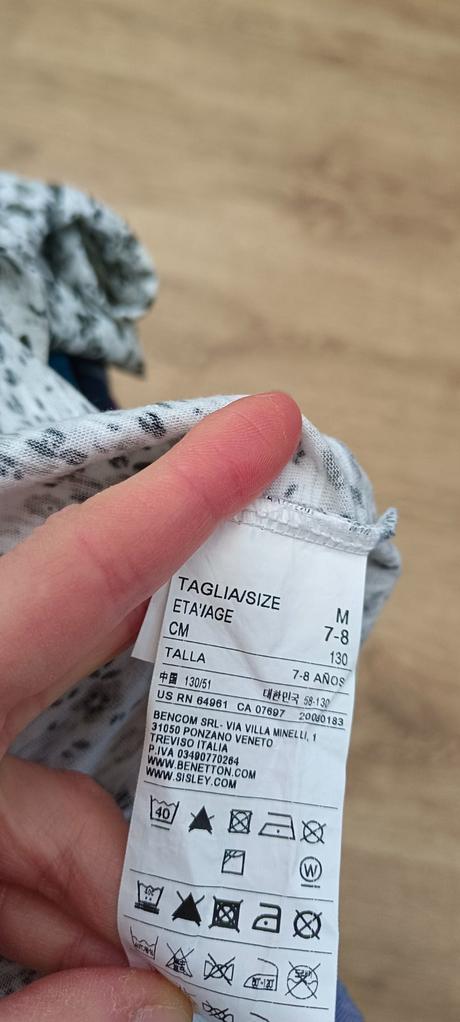 TAGLIA/SIZE M
ETA'/AGE 7-8
CM 130
TALLA 7-8 AÑOS
中国 130/51 대한민국 58-130
US RN 64961 CA 07697 20080183
BENCOM SRL- VIA VILLA MINELLI, 1
31050 PONZANO VENETO
TREVISO ITALIA
P.IVA 03490770264
WWW.BENETTON.COM
WWW.SISLEY.COM
40
W